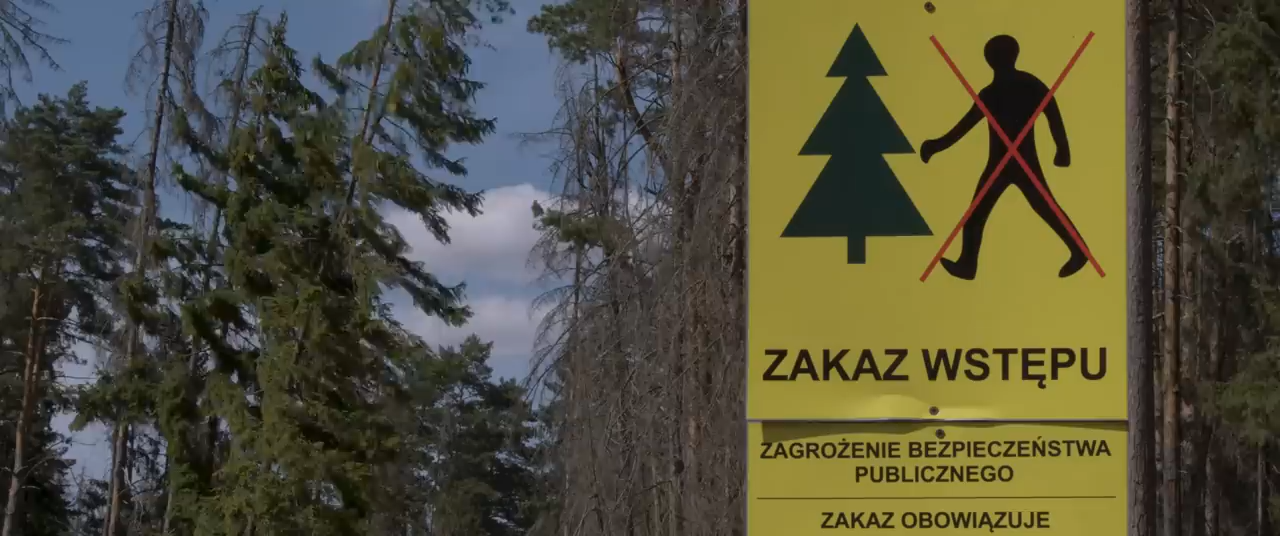 ZAKAZ WSTĘPU
ZAGROŻENIE BEZPIECZEŃSTWA
PUBLICZNEGO
ZAKAZ OBOWIĄZUJE